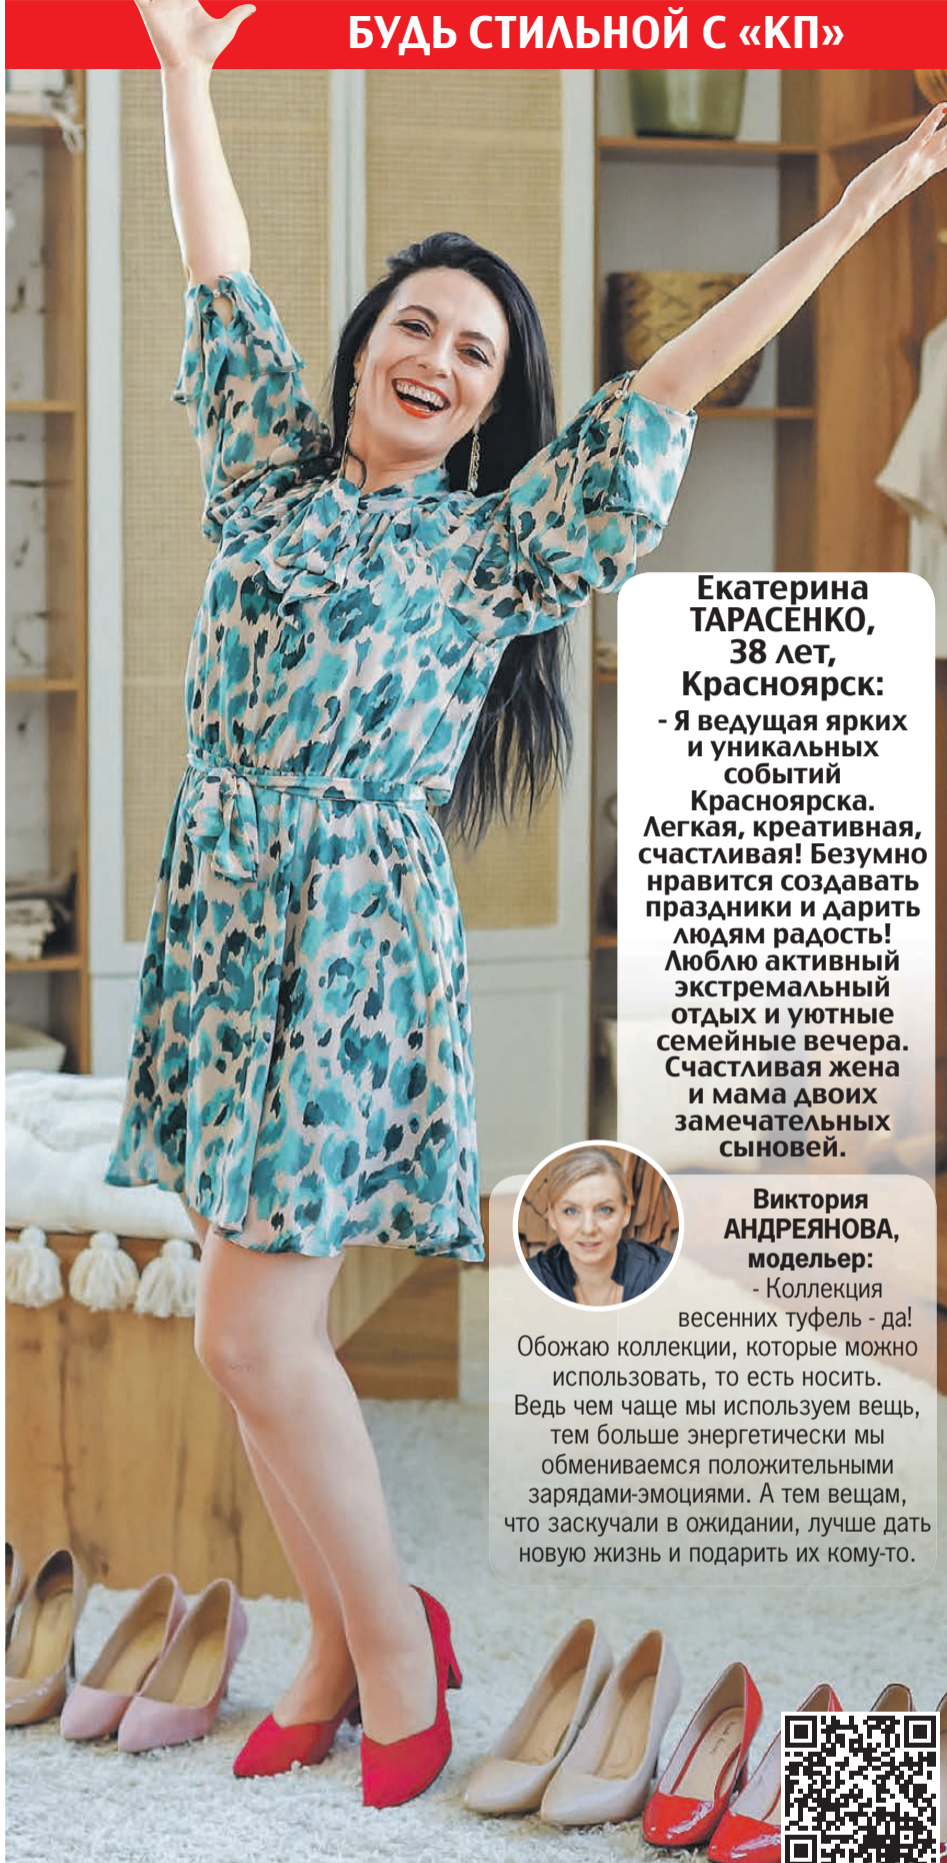 БУДЬ СТИЛЬНОЙ С «КП»
Екатерина
ТАРАСЕНКО,
38 лет,
Красноярск:
- Я ведущая ярких
и уникальных
событий
Красноярска.
Легкая, креативная,
счастливая! Безумно
нравится создавать
праздники и дарить
людям радость!
Люблю активный
экстремальный
отдых и уютные
семейные вечера.
Счастливая жена
и мама двоих
замечательных
сыновей.
Виктория
АНДРЕЯНОВА,
модельер:
- Коллекция
весенних туфель - да!
Обожаю коллекции, которые можно
использовать, то есть носить.
Ведь чем чаще мы используем вещь,
тем больше энергетически мы
обмениваемся положительными
зарядами-эмоциями. А тем вещам,
что заскучали в ожидании, лучше дать
новую жизнь и подарить их кому-то.